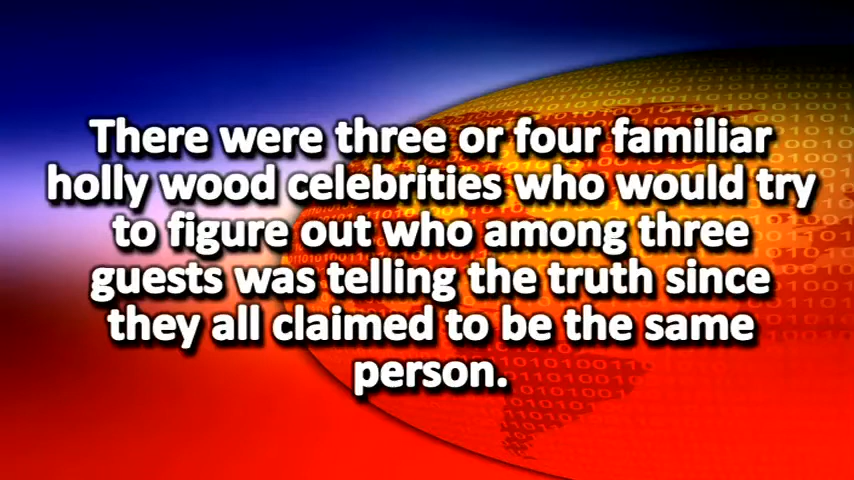 There were three or four familiar
holly wood celebrities who would try
to figure out who among three
guests was telling the truth since
they all claimed to be the same
person.